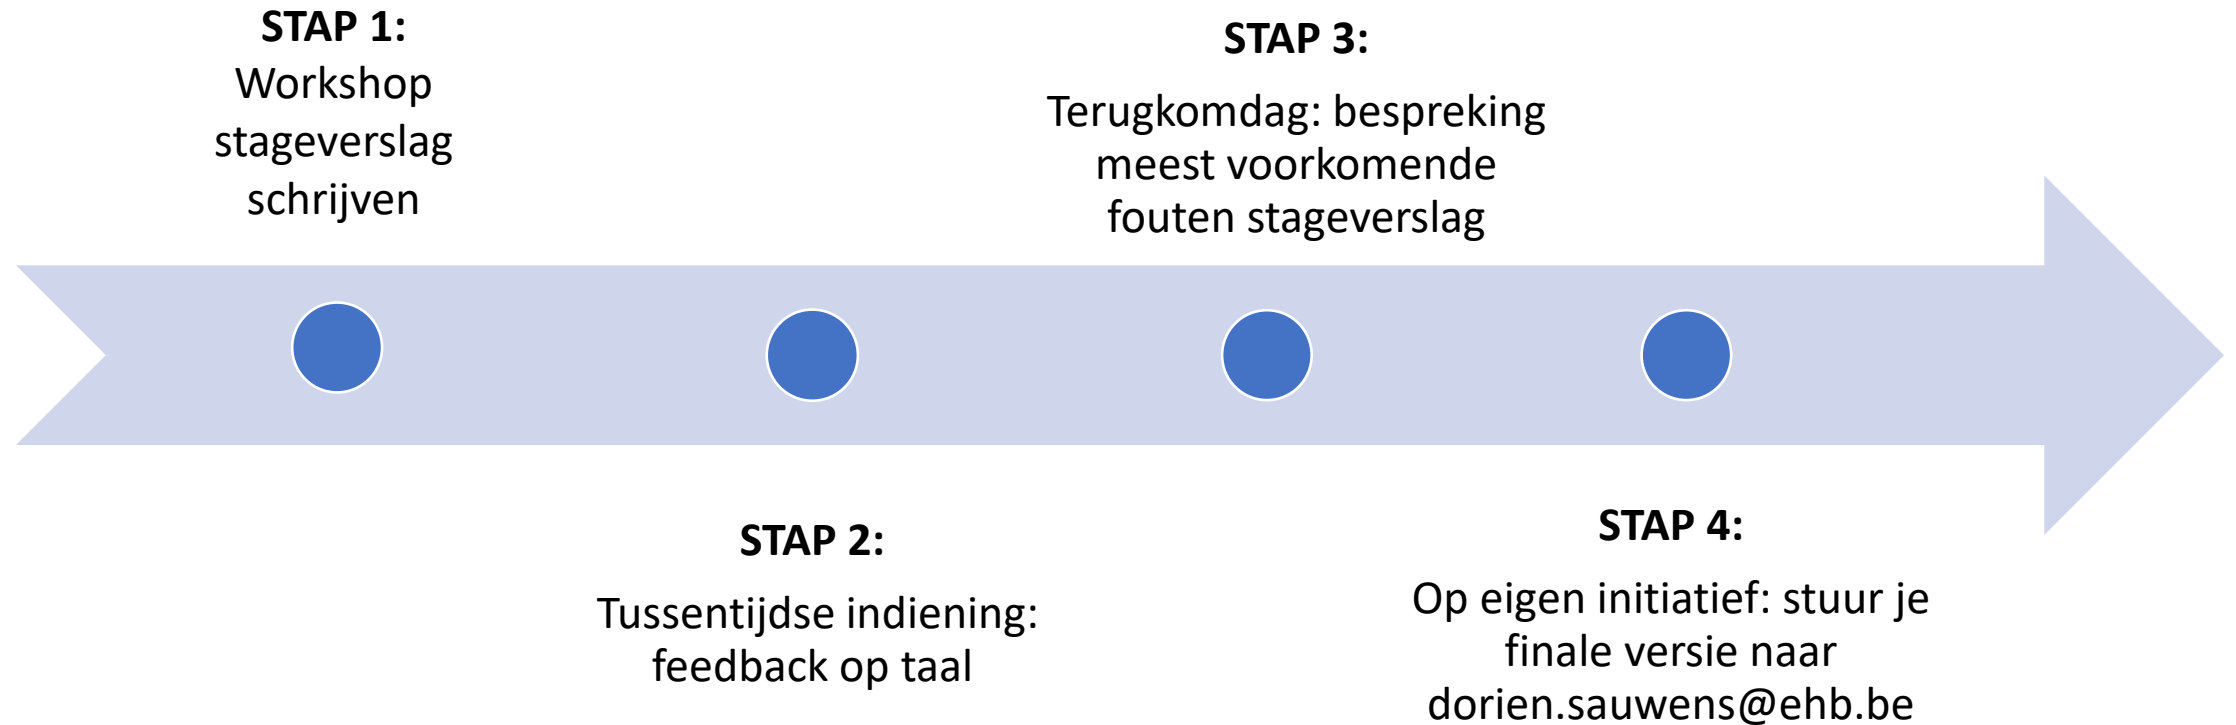 STAP 1:
Workshop
stageverslag
schrijven
STAP 2:
Tussentijdse indiening:
feedback op taal
STAP 3:
Terugkomdag: bespreking
meest voorkomende
fouten stageverslag
STAP 4:
Op eigen initiatief: stuur je
finale versie naar
dorien.sauwens@ehb.be